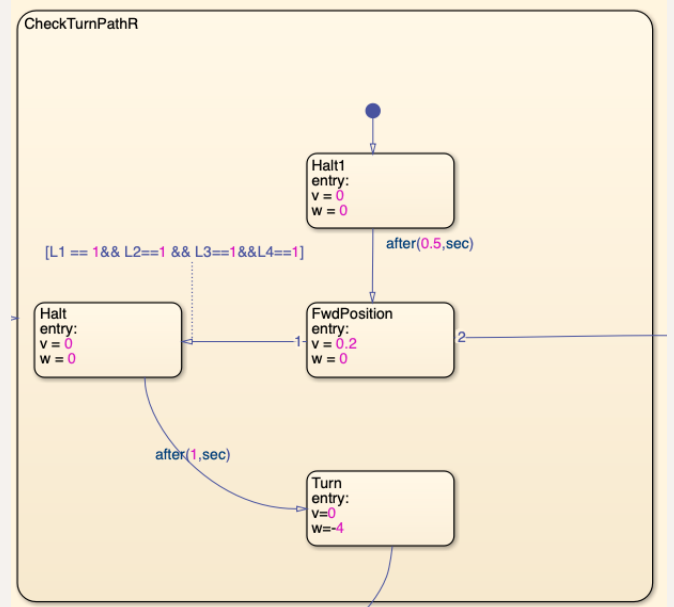 CheckTurnPathR
Halt1
entry:
v = 0
w = 0
after(0.5,sec)
[L1 == 1&& L2==1 && L3==1&&L4==1]
Halt
entry:
v = 0
w = 0
1
FwdPosition
entry:
v = 0.2
w = 0
2
after(1,sec)
Turn
entry:
v=0
w=-4